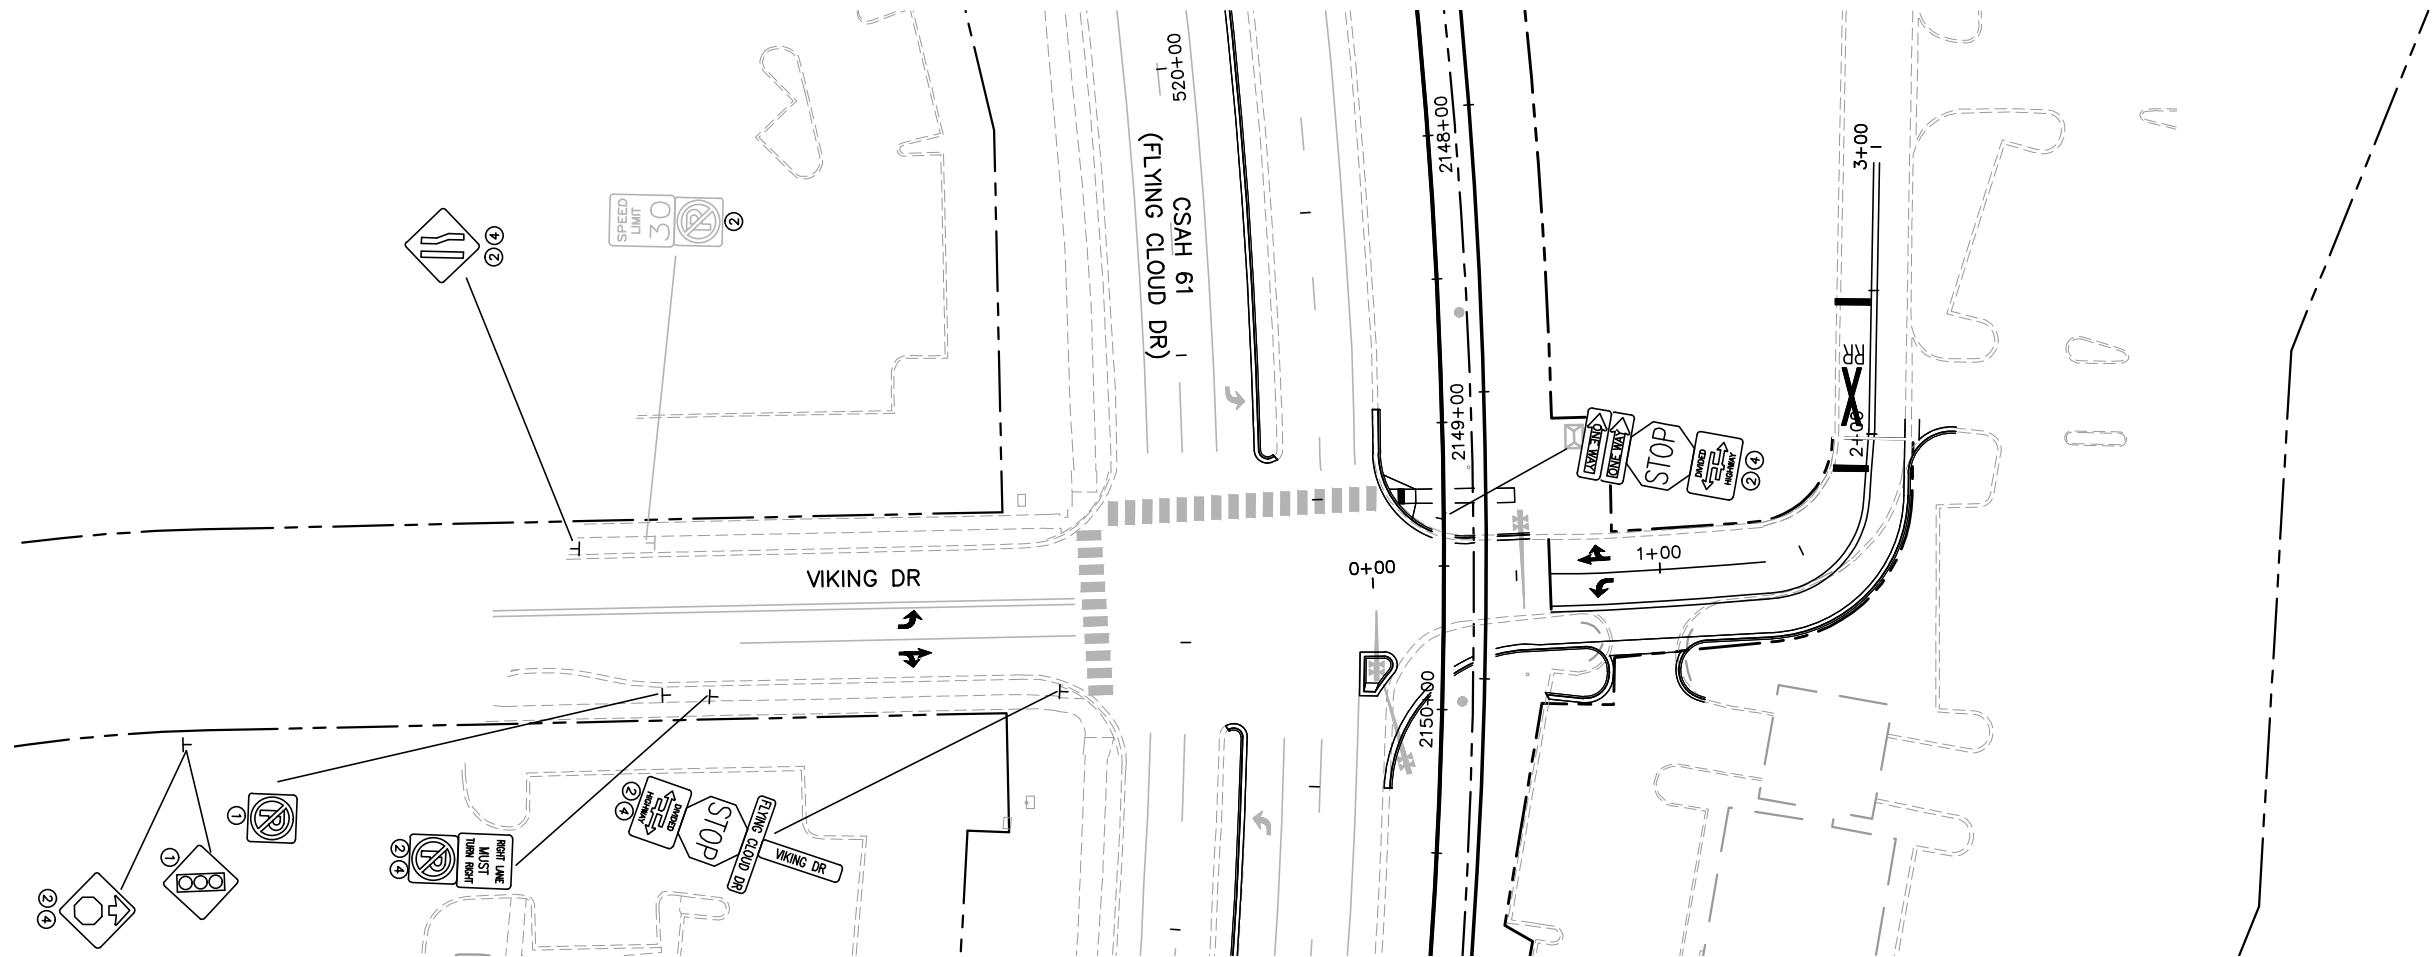 520+00
CSAH 61
(FLYING CLOUD DR)
2148+00
3+00
SPEED
LIMIT
30
P
2
4
2
2149+00
RR
2+00
ONE WAY
ONE WAY
STOP
DIVIDED
HIGHWAY
2 4
0+00
1+00
VIKING DR
2150+00
1
P
1
2 4
2 4
P
RIGHT LANE
MUST
TURN RIGHT
2 4
DIVIDED
HIGHWAY
STOP
FLYING CLOUD DR
VIKING DR